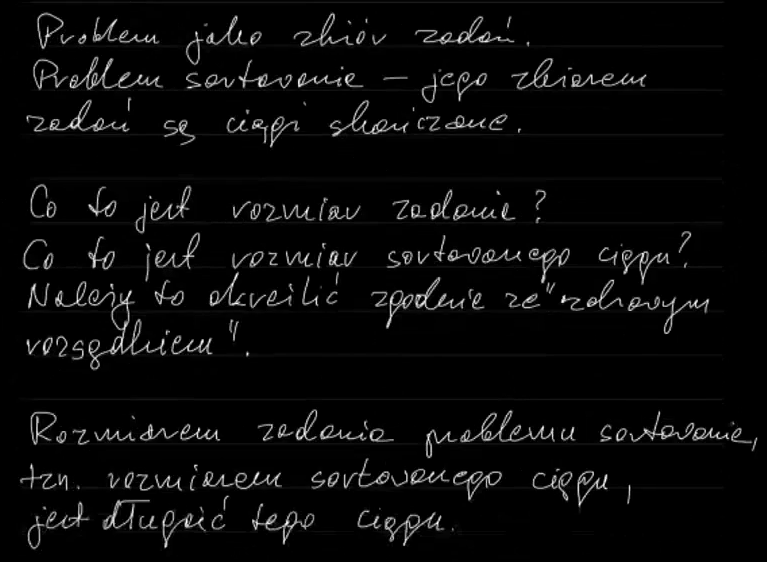 Problem jako zbiór zadań.
Problem sortowania – jego zbiorem
zadań są ciągi skończone.
Co to jest rozmiar zadania?
Co to jest rozmiar sortowanego ciągu?
Należy to określić zgodnie ze "zdrowym
rozsądkiem".
Rozmiarem zadania problemu sortowania,
tzn. rozmiarem sortowanego ciągu,
jest długość tego ciągu.